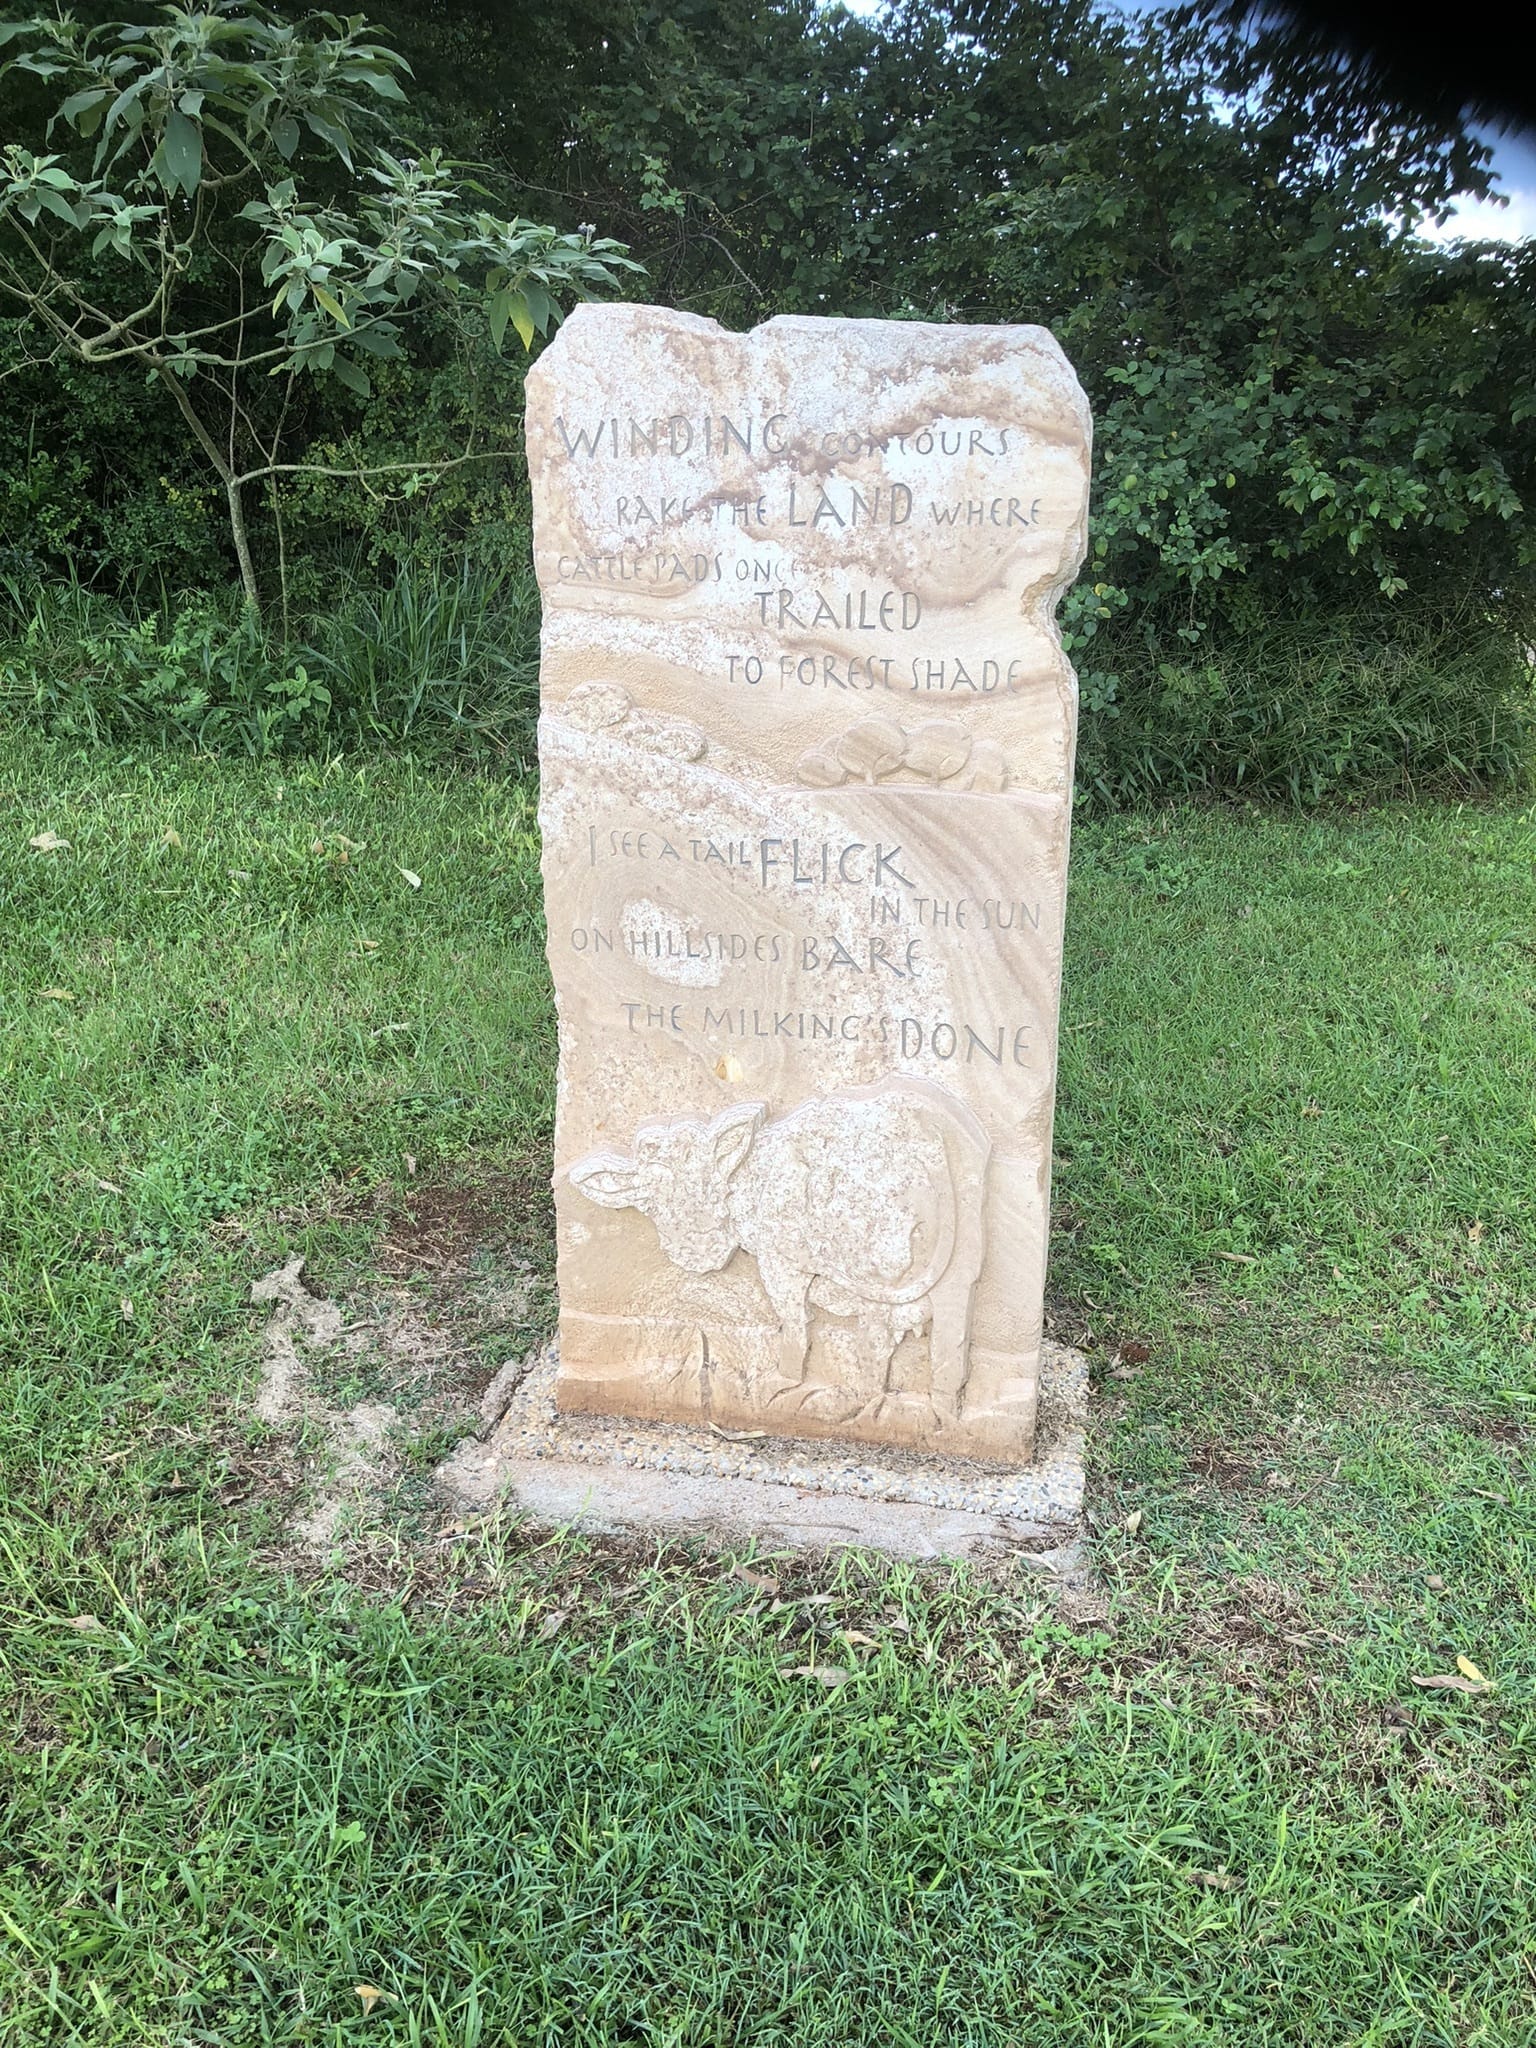 WINDING CONTOURS
RAKE THE LAND WHERE
CATTLE PADS ONCE
TRAILED
TO FOREST SHADE
I SEE A TAIL FLICK
IN THE SUN
ON HILLSIDES BARE
THE MILKING'S DONE